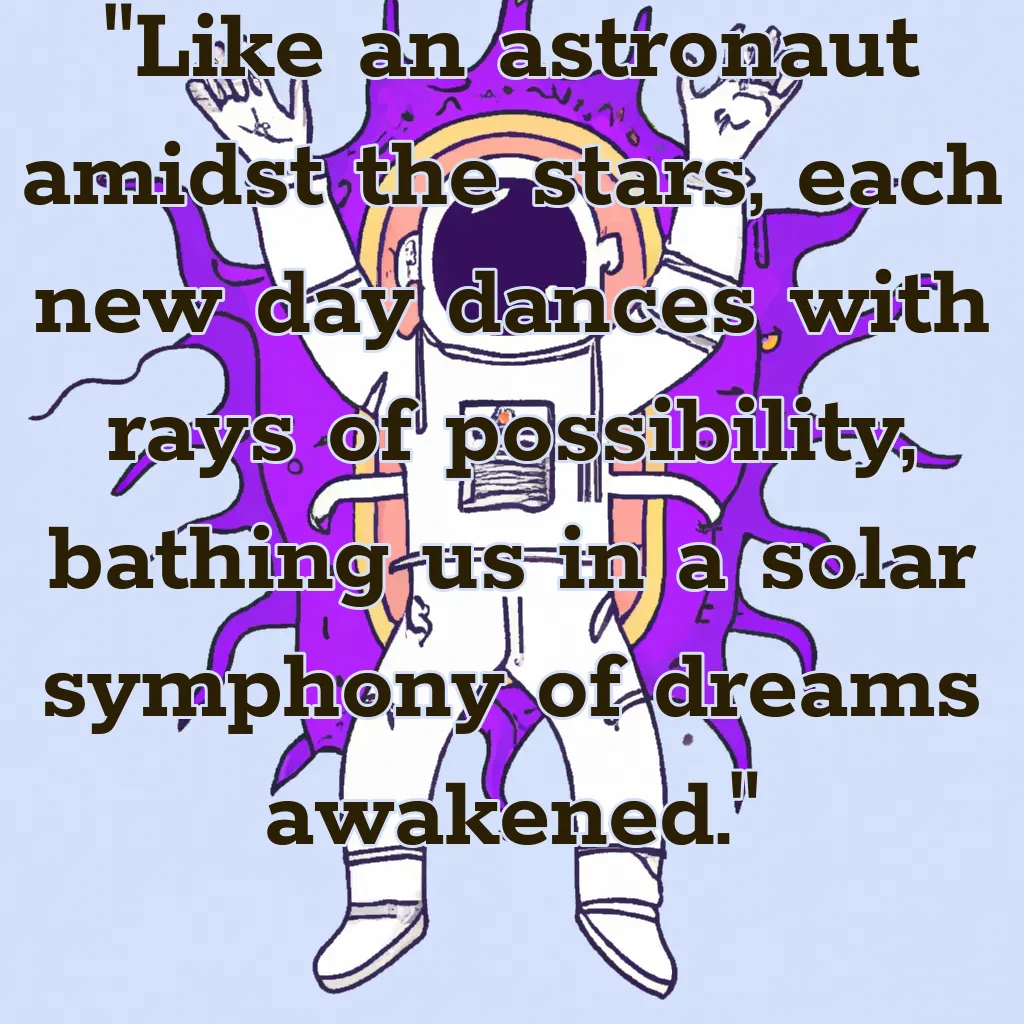 "Like an astronaut
amidst the stars, each
new day dances with
rays of possibility,
bathing us in a solar
symphony of dreams
awakened."